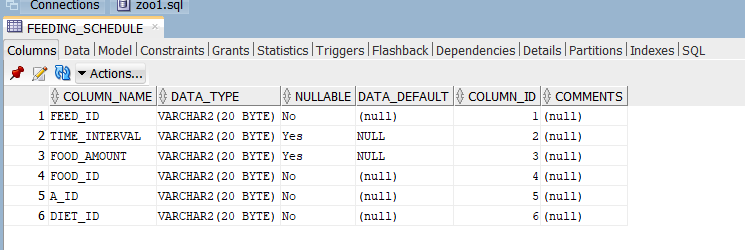 Connections zoo1.sql
FEEDING_SCHEDULE
Columns Data Model Constraints Grants Statistics Triggers Flashback Dependencies Details Partitions Indexes SQL
Actions...
COLUMN_NAME DATA_TYPE NULLABLE DATA_DEFAULT COLUMN_ID COMMENTS
1 FEED_ID VARCHAR2(20 BYTE) No (null) 1 (null)
2 TIME_INTERVAL VARCHAR2(20 BYTE) Yes NULL 2 (null)
3 FOOD_AMOUNT VARCHAR2(20 BYTE) Yes NULL 3 (null)
4 FOOD_ID VARCHAR2(20 BYTE) No (null) 4 (null)
5 A_ID VARCHAR2(20 BYTE) No (null) 5 (null)
6 DIET_ID VARCHAR2(20 BYTE) No (null) 6 (null)